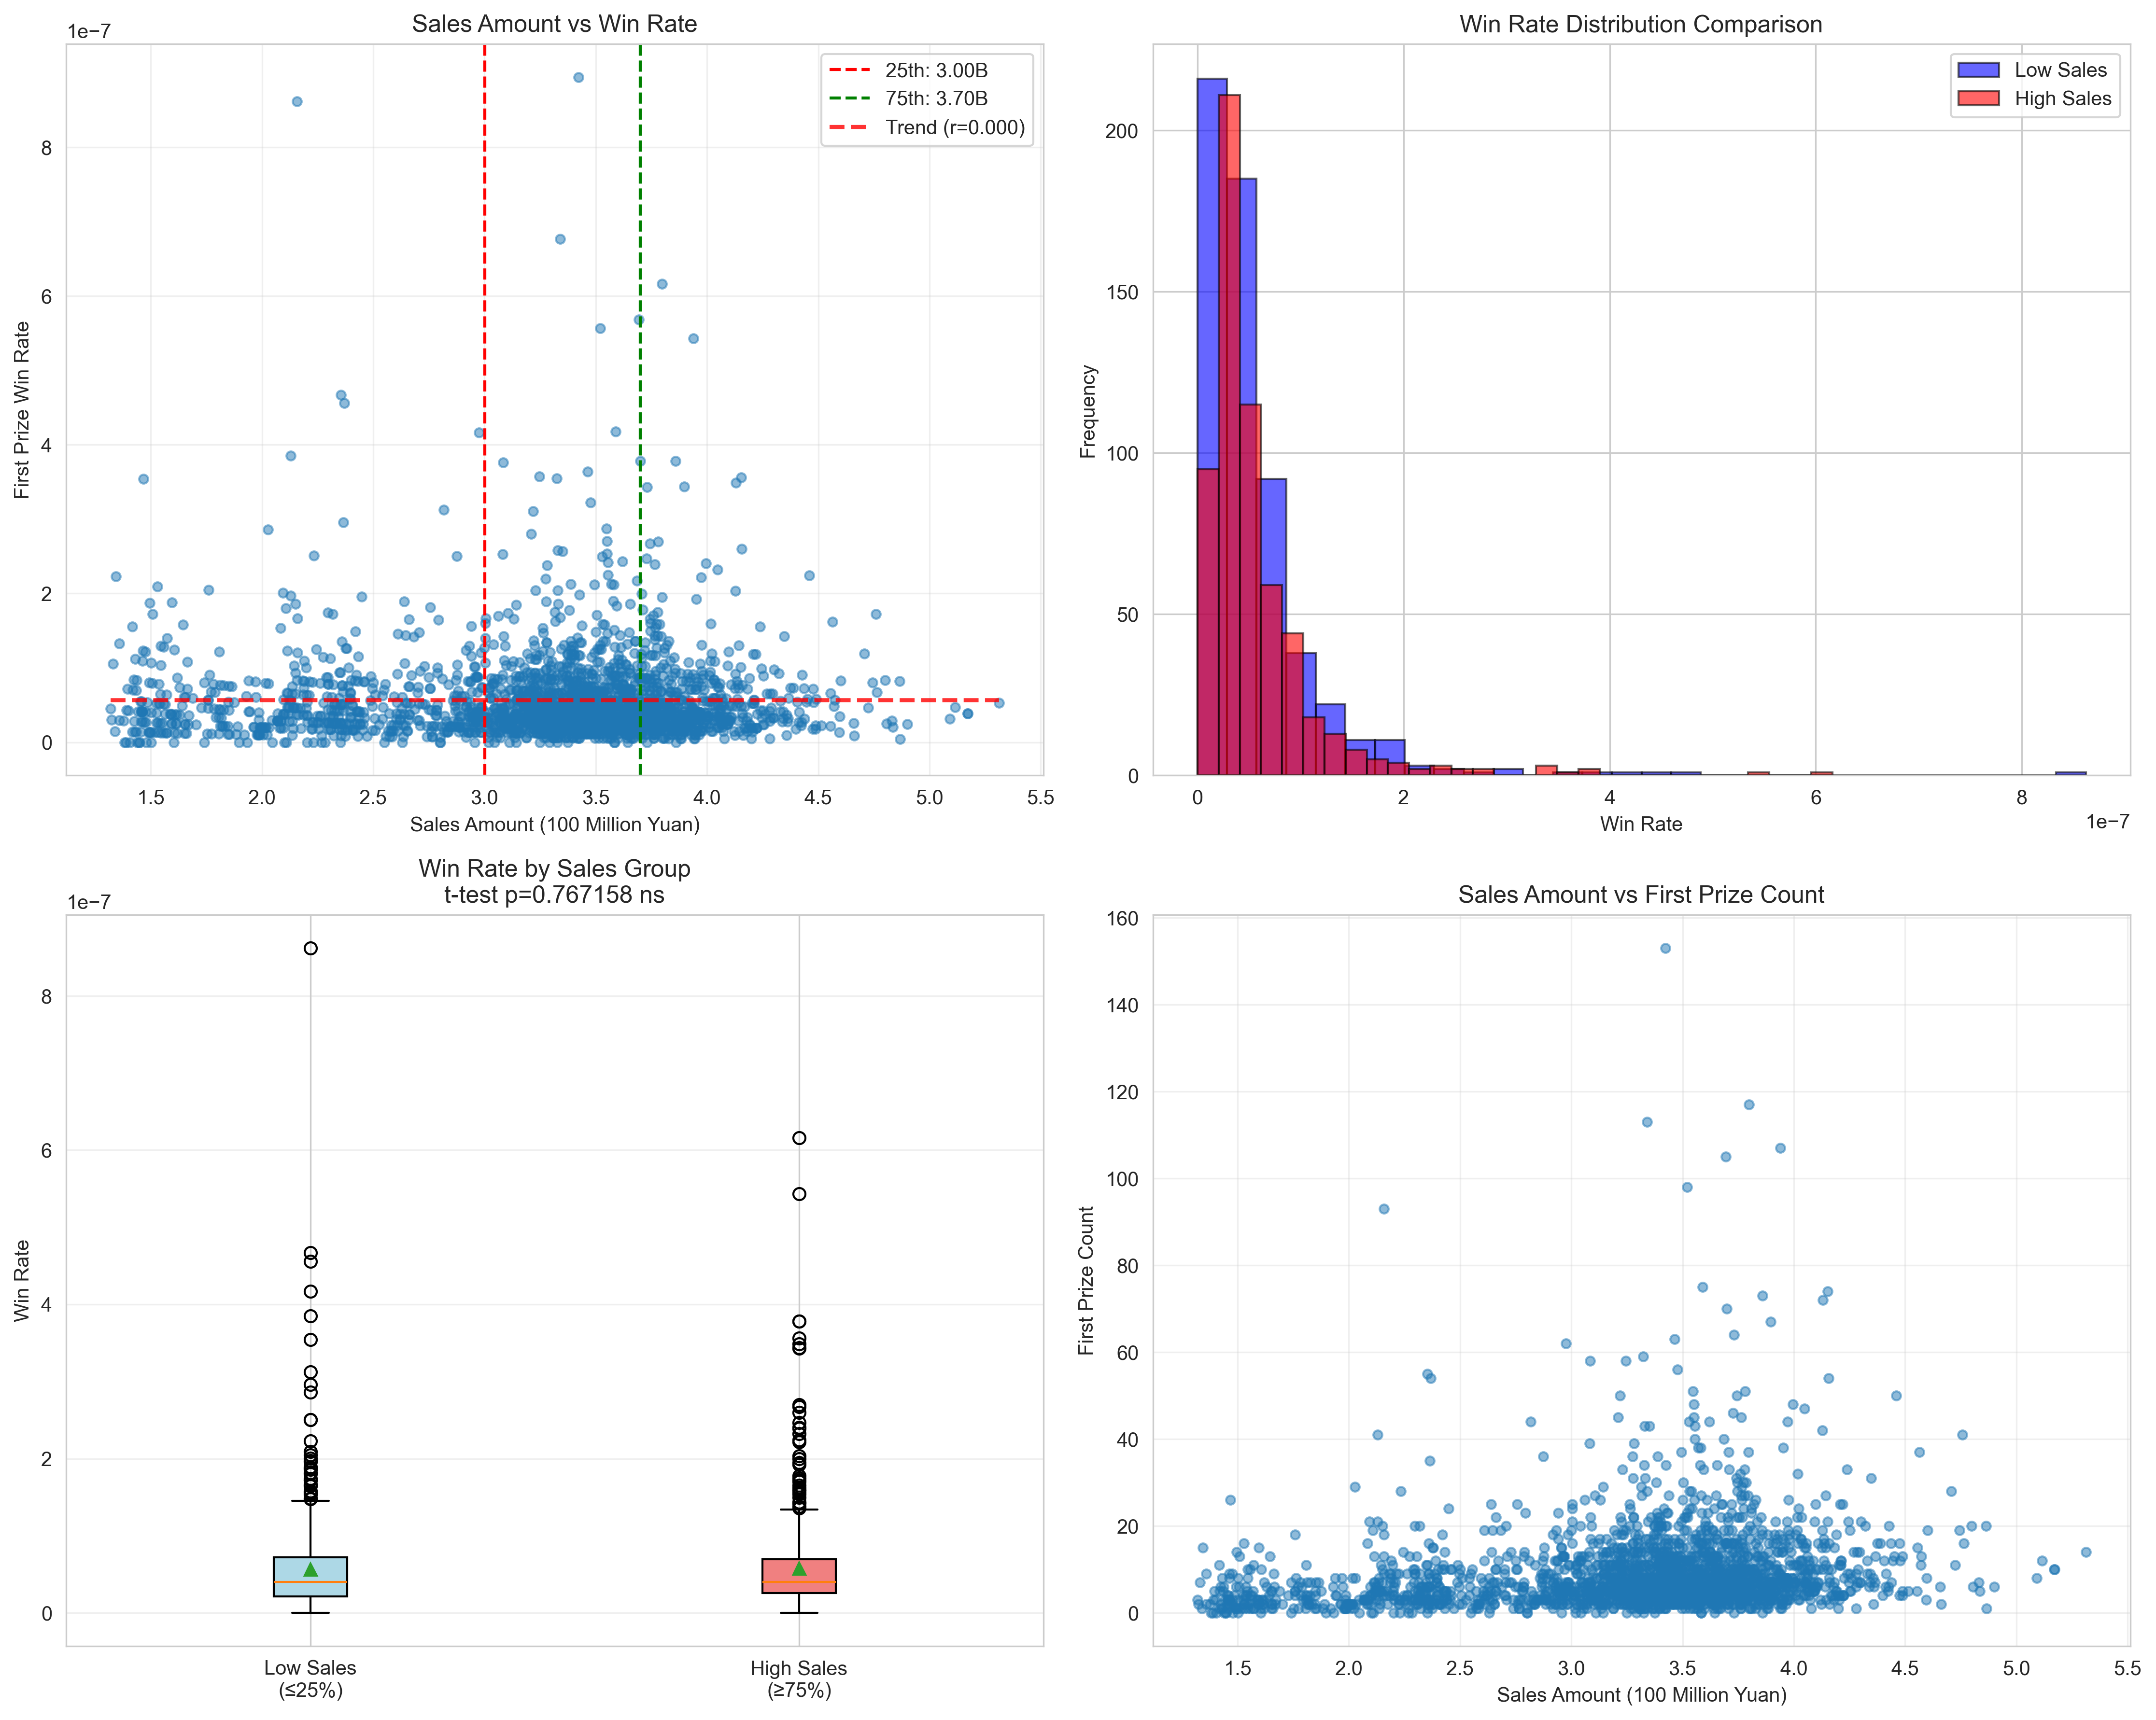 Sales Amount vs Win Rate
1e−7
25th: 3.00B
75th: 3.70B
Trend (r=0.000)
First Prize Win Rate
8
6
4
2
0
1.5 2.0 2.5 3.0 3.5 4.0 4.5 5.0 5.5
Sales Amount (100 Million Yuan)
Win Rate Distribution Comparison
Low Sales
High Sales
Frequency
200
150
100
50
0
0 2 4 6 8
1e−7
Win Rate
Win Rate by Sales Group
t-test p=0.767158 ns
1e−7
Win Rate
8
6
4
2
0
Low Sales
(≤25%)
High Sales
(≥75%)
Sales Amount vs First Prize Count
First Prize Count
160
140
120
100
80
60
40
20
0
1.5 2.0 2.5 3.0 3.5 4.0 4.5 5.0 5.5
Sales Amount (100 Million Yuan)